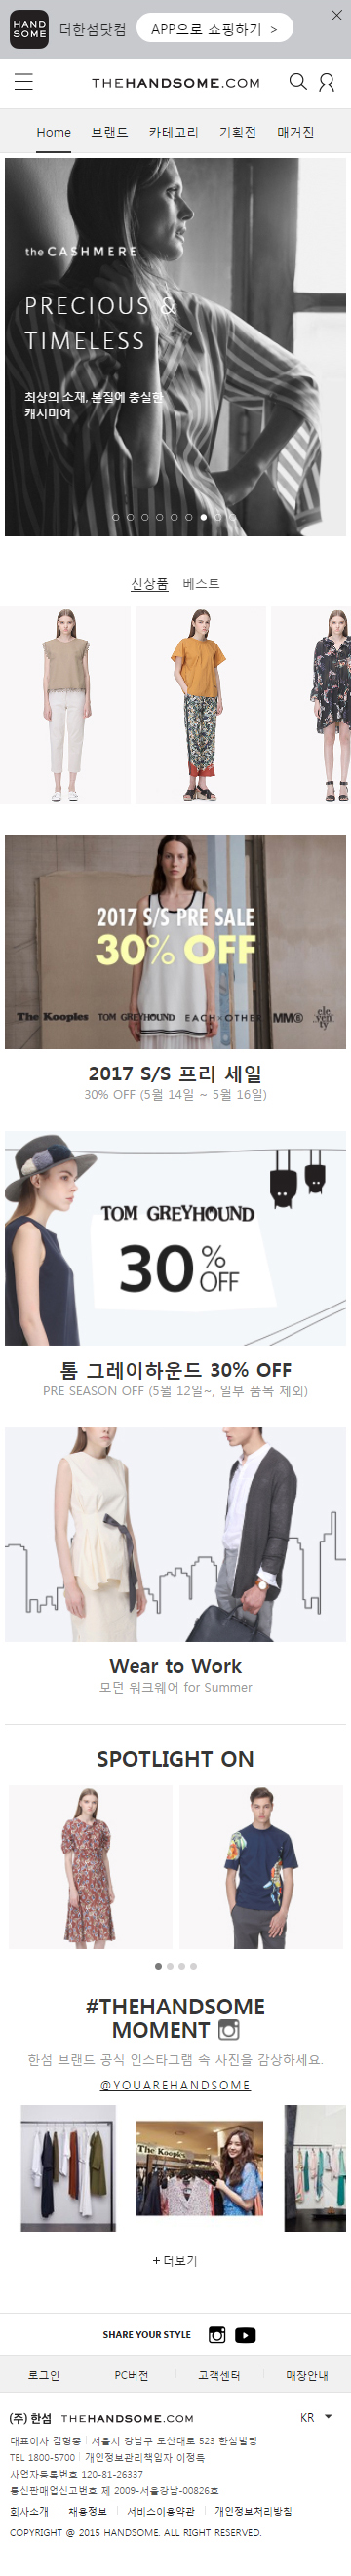 HAND
SOME
더한섬닷컴
APP으로 쇼핑하기 >
THEHANDSOME.COM
Home 브랜드 카테고리 기획전 매거진
the CASHMERE
PRECIOUS &
TIMELESS
최상의 소재, 본질에 충실한
캐시미어
신상품 베스트
2017 S/S PRE SALE
30% OFF
The Kooples TOM GREYHOUND EACH×OTHER MM⑥ ele ven ty
2017 S/S 프리 세일
30% OFF (5월 14일 ~ 5월 16일)
TOM GREYHOUND
30% OFF
톰 그레이하운드 30% OFF
PRE SEASON OFF (5월 12일~, 일부 품목 제외)
Wear to Work
모던 워크웨어 for Summer
SPOTLIGHT ON
#THEHANDSOME
MOMENT
한섬 브랜드 공식 인스타그램 속 사진을 감상하세요.
@YOUAREHANDSOME
The Kooples
+ 더보기
SHARE YOUR STYLE
로그인 PC버전 고객센터 매장안내
(주) 한섬 THEHANDSOME.COM KR
대표이사 김형종 | 서울시 강남구 도산대로 523 한섬빌딩
TEL 1800-5700 | 개인정보관리책임자 이정득
사업자등록번호 120-81-26337
통신판매업신고번호 제 2009-서울강남-00826호
회사소개 | 채용정보 | 서비스이용약관 | 개인정보처리방침
COPYRIGHT @ 2015 HANDSOME. ALL RIGHT RESERVED.